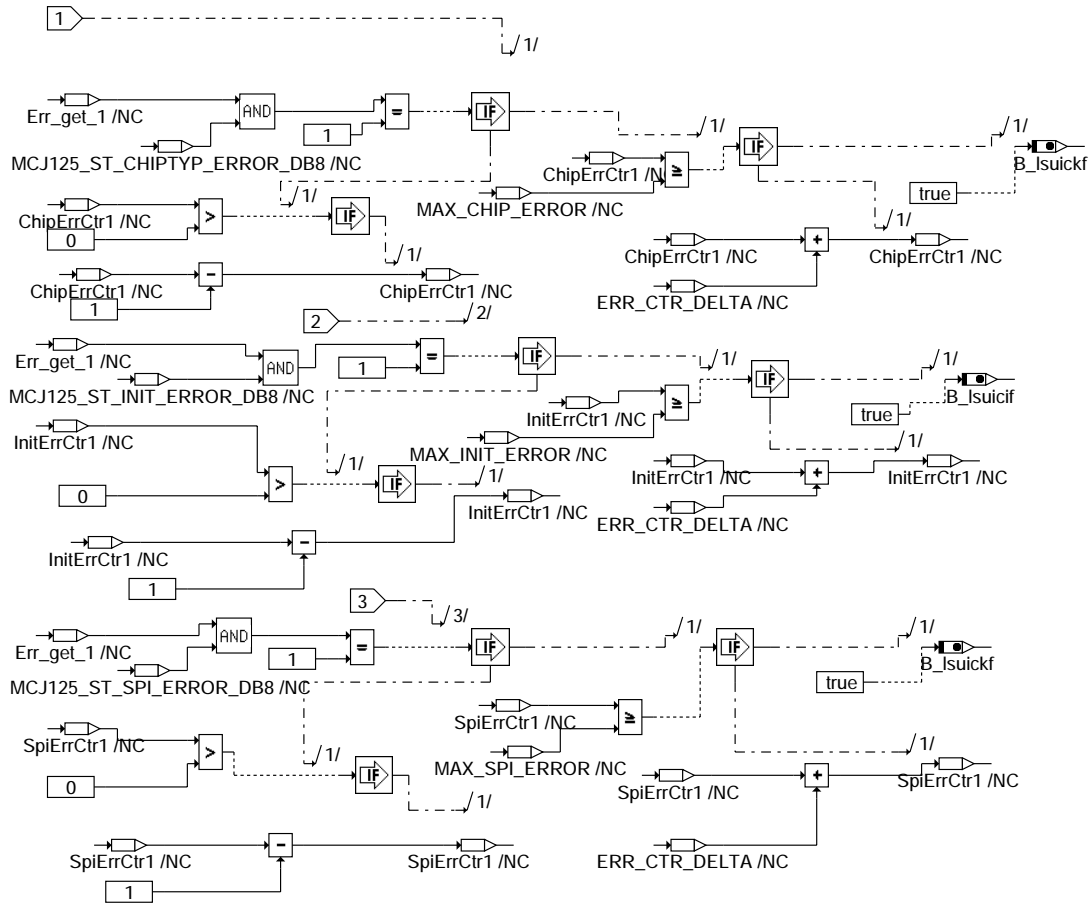 1
1/
Err_get_1 /NC
AND
=
IF
1/
1/
1
MCJ125_ST_CHIPTYP_ERROR_DB8 /NC
IF
B_lsuickf
ChipErrCtr1 /NC
≥
true
1/
MAX_CHIP_ERROR /NC
ChipErrCtr1 /NC
>
IF
1/
0
1/
+
ChipErrCtr1 /NC
ChipErrCtr1 /NC
ChipErrCtr1 /NC
-
ChipErrCtr1 /NC
ERR_CTR_DELTA /NC
1
2
2/
Err_get_1 /NC
AND
=
IF
1/
1/
1
MCJ125_ST_INIT_ERROR_DB8 /NC
IF
B_lsuicif
InitErrCtr1 /NC
≥
true
InitErrCtr1 /NC
MAX_INIT_ERROR /NC
1/
1/
>
IF
1/
InitErrCtr1 /NC
+
InitErrCtr1 /NC
0
InitErrCtr1 /NC
ERR_CTR_DELTA /NC
InitErrCtr1 /NC
-
1
3
3/
Err_get_1 /NC
AND
=
IF
1/
IF
1/
1
B_lsuickf
MCJ125_ST_SPI_ERROR_DB8 /NC
true
SpiErrCtr1 /NC
≥
SpiErrCtr1 /NC
>
1/
MAX_SPI_ERROR /NC
1/
0
IF
SpiErrCtr1 /NC
+
SpiErrCtr1 /NC
1/
SpiErrCtr1 /NC
-
SpiErrCtr1 /NC
ERR_CTR_DELTA /NC
1